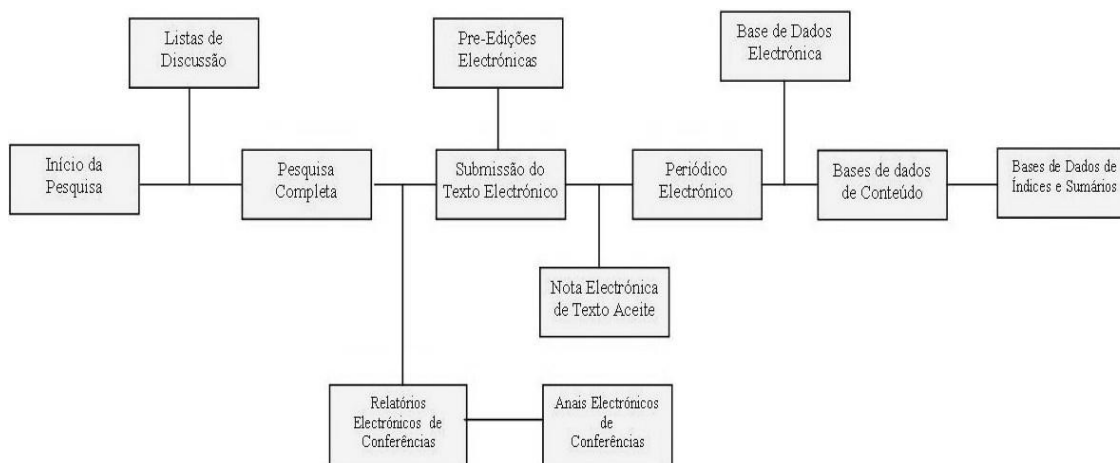 Listas de
Discussão
Pre-Edições
Electrónicas
Base de Dados
Electrónica
Início da
Pesquisa
Pesquisa
Completa
Submissão do
Texto Electrónico
Periódico
Electrónico
Bases de dados
de Conteúdo
Bases de Dados de
Índices e Sumários
Nota Electrónica
de Texto Aceite
Relatórios
Electrónicos de
Conferências
Anais Electrónicos
de
Conferências